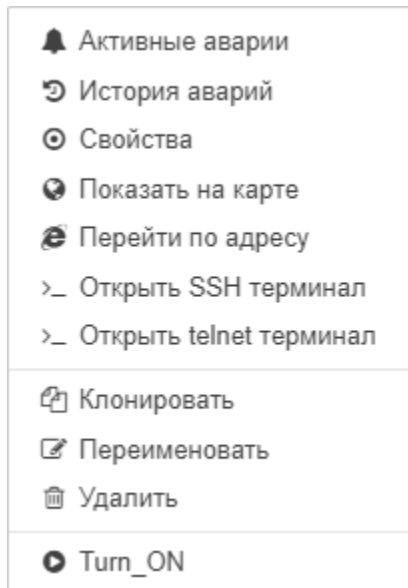 Активные аварии
История аварий
Свойства
Показать на карте
Перейти по адресу
Открыть SSH терминал
Открыть telnet терминал
Клонировать
Переименовать
Удалить
Turn_ON